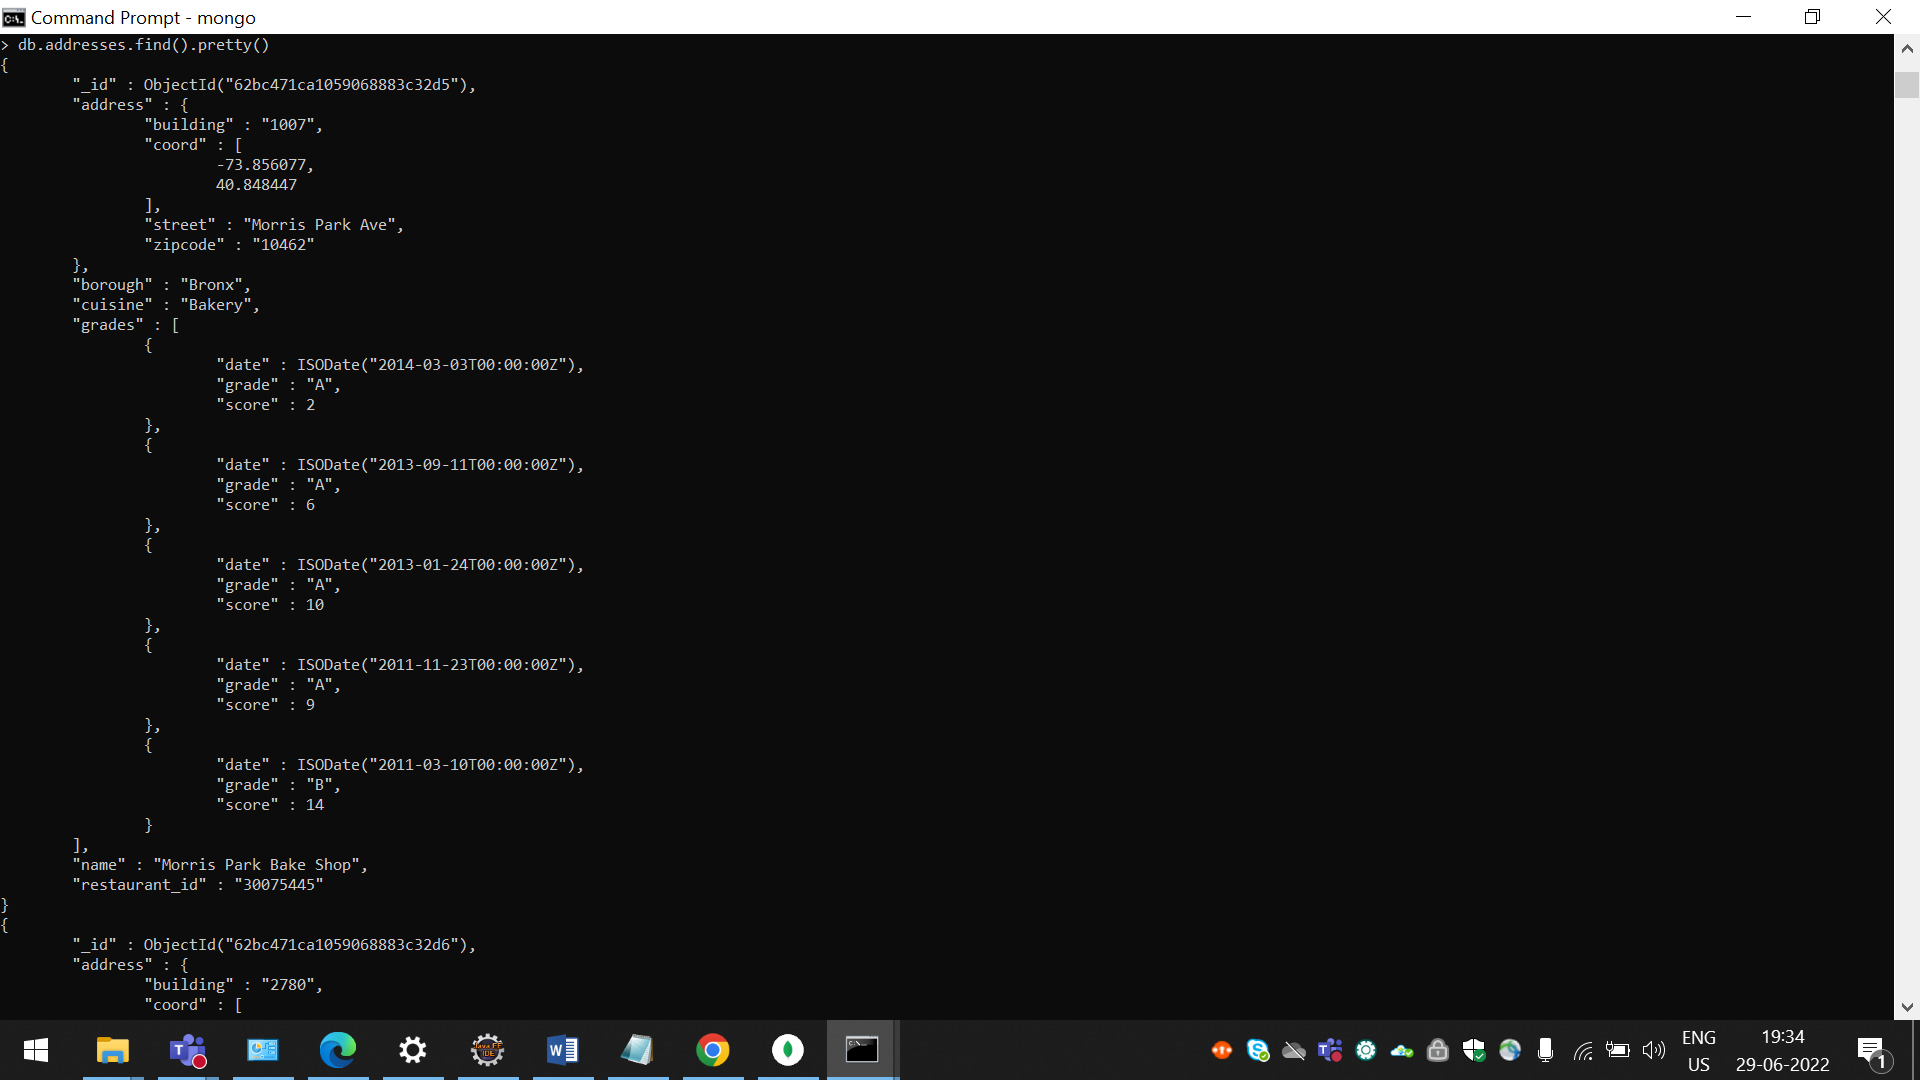 Command Prompt - mongo
> db.addresses.find().pretty()
{
        "_id" : ObjectId("62bc471ca1059068883c32d5"),
        "address" : {
                "building" : "1007",
                "coord" : [
                        -73.856077,
                        40.848447
                ],
                "street" : "Morris Park Ave",
                "zipcode" : "10462"
        },
        "borough" : "Bronx",
        "cuisine" : "Bakery",
        "grades" : [
                {
                        "date" : ISODate("2014-03-03T00:00:00Z"),
                        "grade" : "A",
                        "score" : 2
                },
                {
                        "date" : ISODate("2013-09-11T00:00:00Z"),
                        "grade" : "A",
                        "score" : 6
                },
                {
                        "date" : ISODate("2013-01-24T00:00:00Z"),
                        "grade" : "A",
                        "score" : 10
                },
                {
                        "date" : ISODate("2011-11-23T00:00:00Z"),
                        "grade" : "A",
                        "score" : 9
                },
                {
                        "date" : ISODate("2011-03-10T00:00:00Z"),
                        "grade" : "B",
                        "score" : 14
                }
        ],
        "name" : "Morris Park Bake Shop",
        "restaurant_id" : "30075445"
}
{
        "_id" : ObjectId("62bc471ca1059068883c32d6"),
        "address" : {
                "building" : "2780",
                "coord" : [
ENG 19:34
US 29-06-2022
1